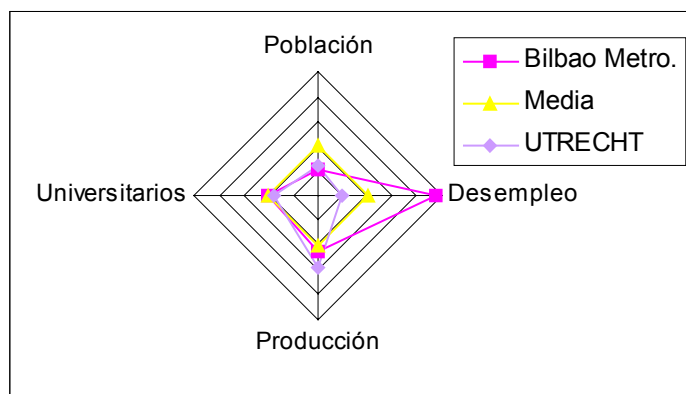 Población
Bilbao Metro.
Media
UTRECHT
Universitarios
Desempleo
Producción